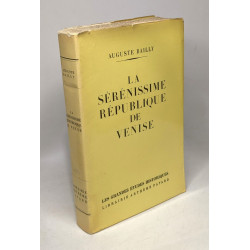 AUGUSTE BAILLY
LA
SÉRÉNISSIME
RÉPUBLIQUE
DE
VENISE
LES GRANDES ÉTUDES HISTORIQUES
LIBRAIRIE ARTHÈME FAYARD